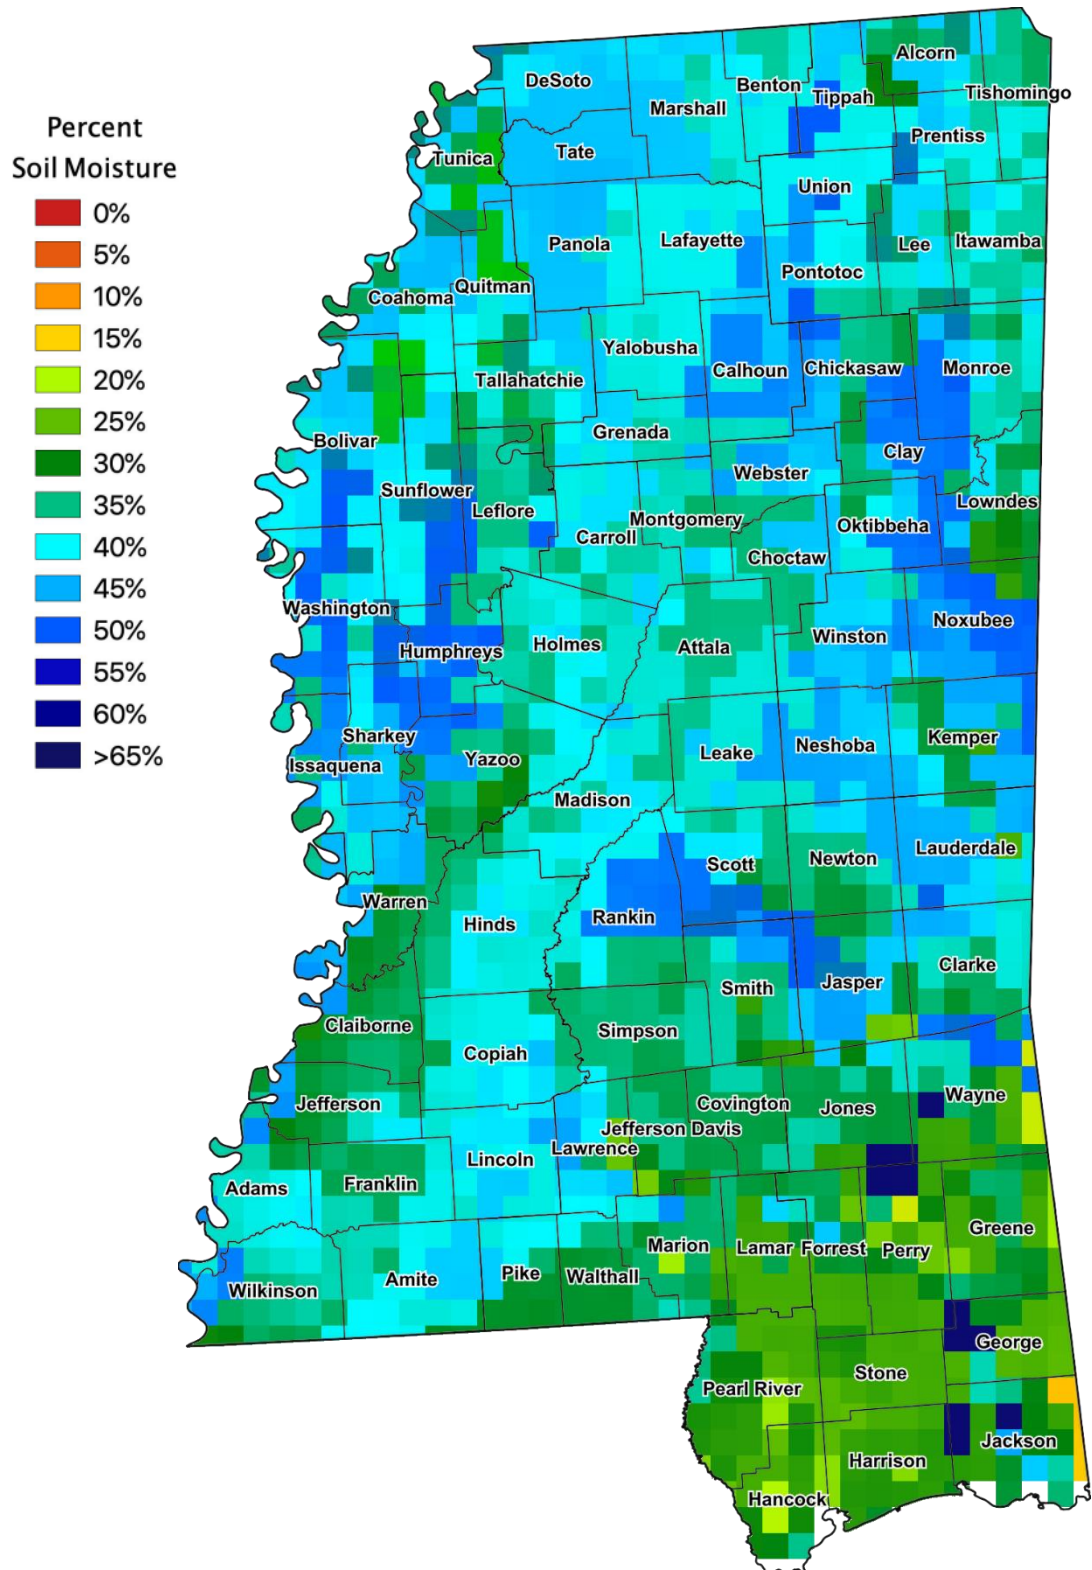 Percent
Soil Moisture
0%
5%
10%
15%
20%
25%
30%
35%
40%
45%
50%
55%
60%
>65%
DeSoto
Marshall
Benton
Tippah
Alcorn
Tishomingo
Prentiss
Tunica
Tate
Union
Panola
Lafayette
Lee
Itawamba
Pontotoc
Quitman
Coahoma
Yalobusha
Calhoun
Chickasaw
Monroe
Tallahatchie
Bolivar
Grenada
Clay
Webster
Sunflower
Leflore
Montgomery
Carroll
Choctaw
Oktibbeha
Lowndes
Washington
Humphreys
Holmes
Attala
Winston
Noxubee
Sharkey
Issaquena
Yazoo
Leake
Neshoba
Kemper
Madison
Scott
Newton
Lauderdale
Warren
Hinds
Rankin
Smith
Jasper
Clarke
Claiborne
Simpson
Copiah
Jefferson
Covington
Jones
Wayne
Jefferson Davis
Lawrence
Lincoln
Adams
Franklin
Marion
Lamar
Forrest
Perry
Greene
Wilkinson
Amite
Pike
Walthall
George
Stone
Pearl River
Jackson
Harrison
Hancock